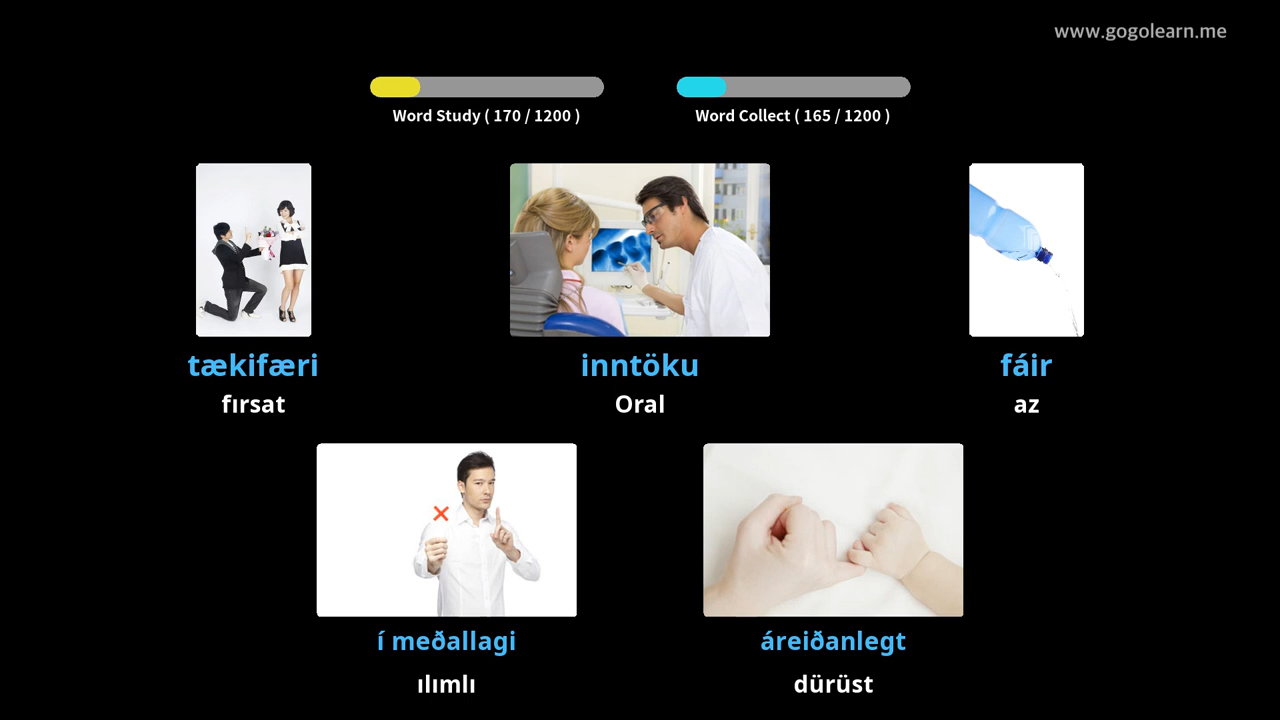 www.gogolearn.me
Word Study ( 170 / 1200 )
Word Collect ( 165 / 1200 )
tækifæri
fırsat
inntöku
Oral
fáir
az
í meðallagi
ılımlı
áreiðanlegt
dürüst